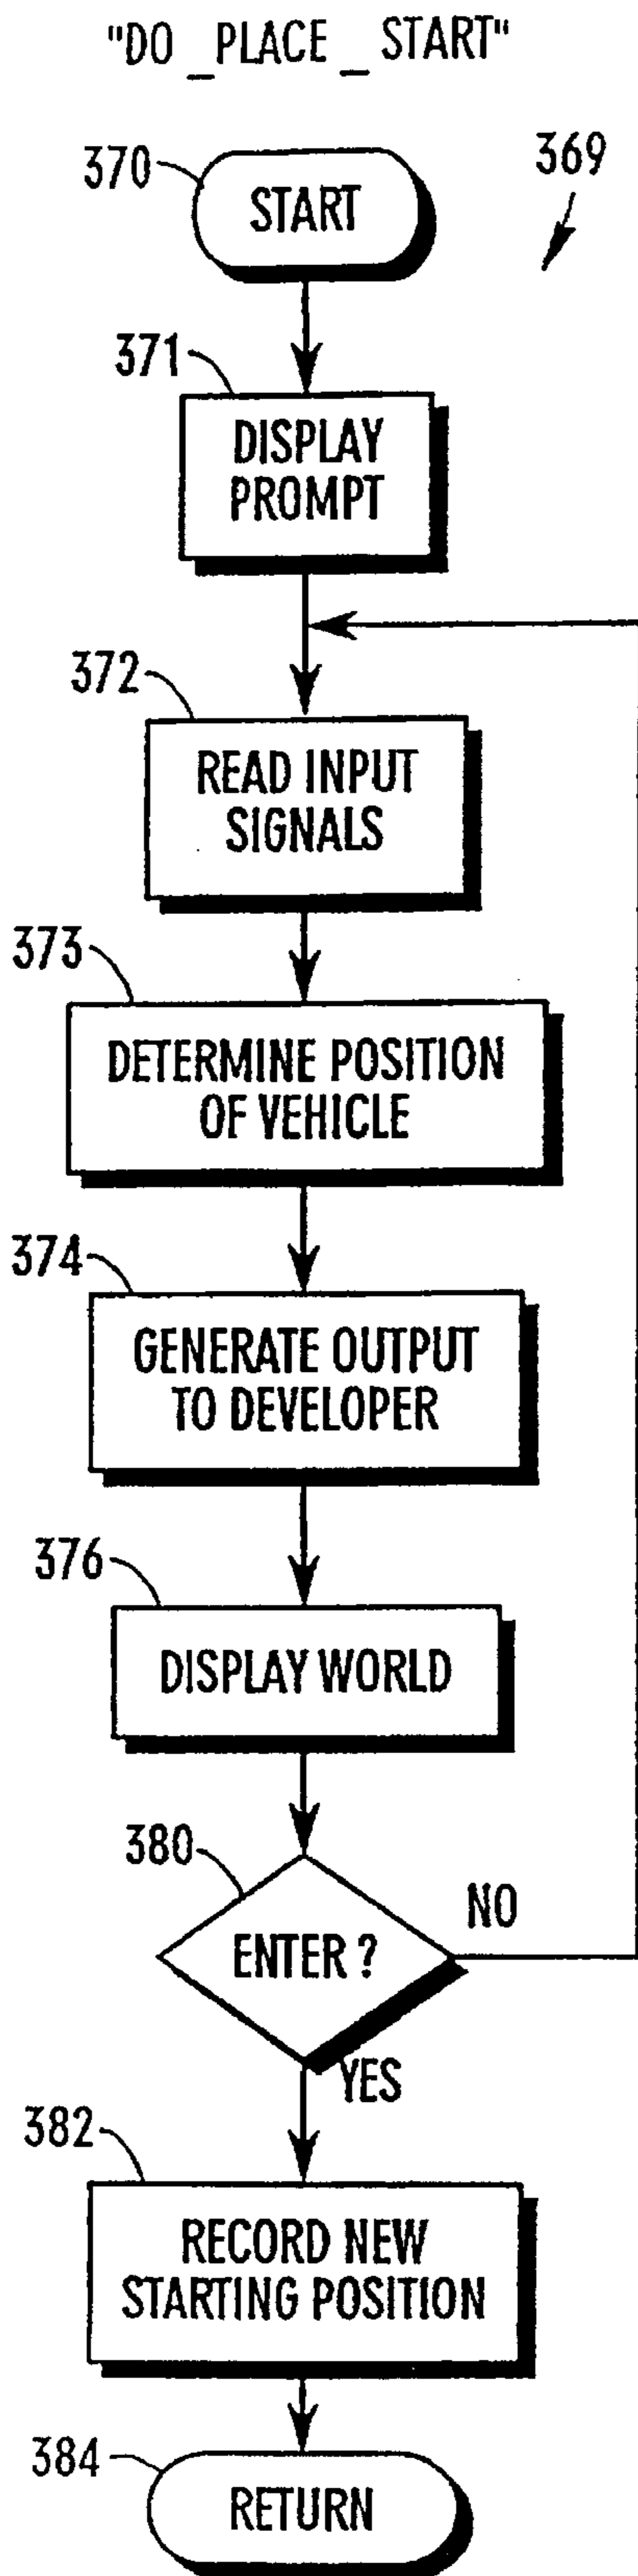 "DO _PLACE _ START"
369
370
START
371
DISPLAY
PROMPT
372
READ INPUT
SIGNALS
373
DETERMINE POSITION
OF VEHICLE
374
GENERATE OUTPUT
TO DEVELOPER
376
DISPLAY WORLD
380
ENTER ?
NO
YES
382
RECORD NEW
STARTING POSITION
384
RETURN